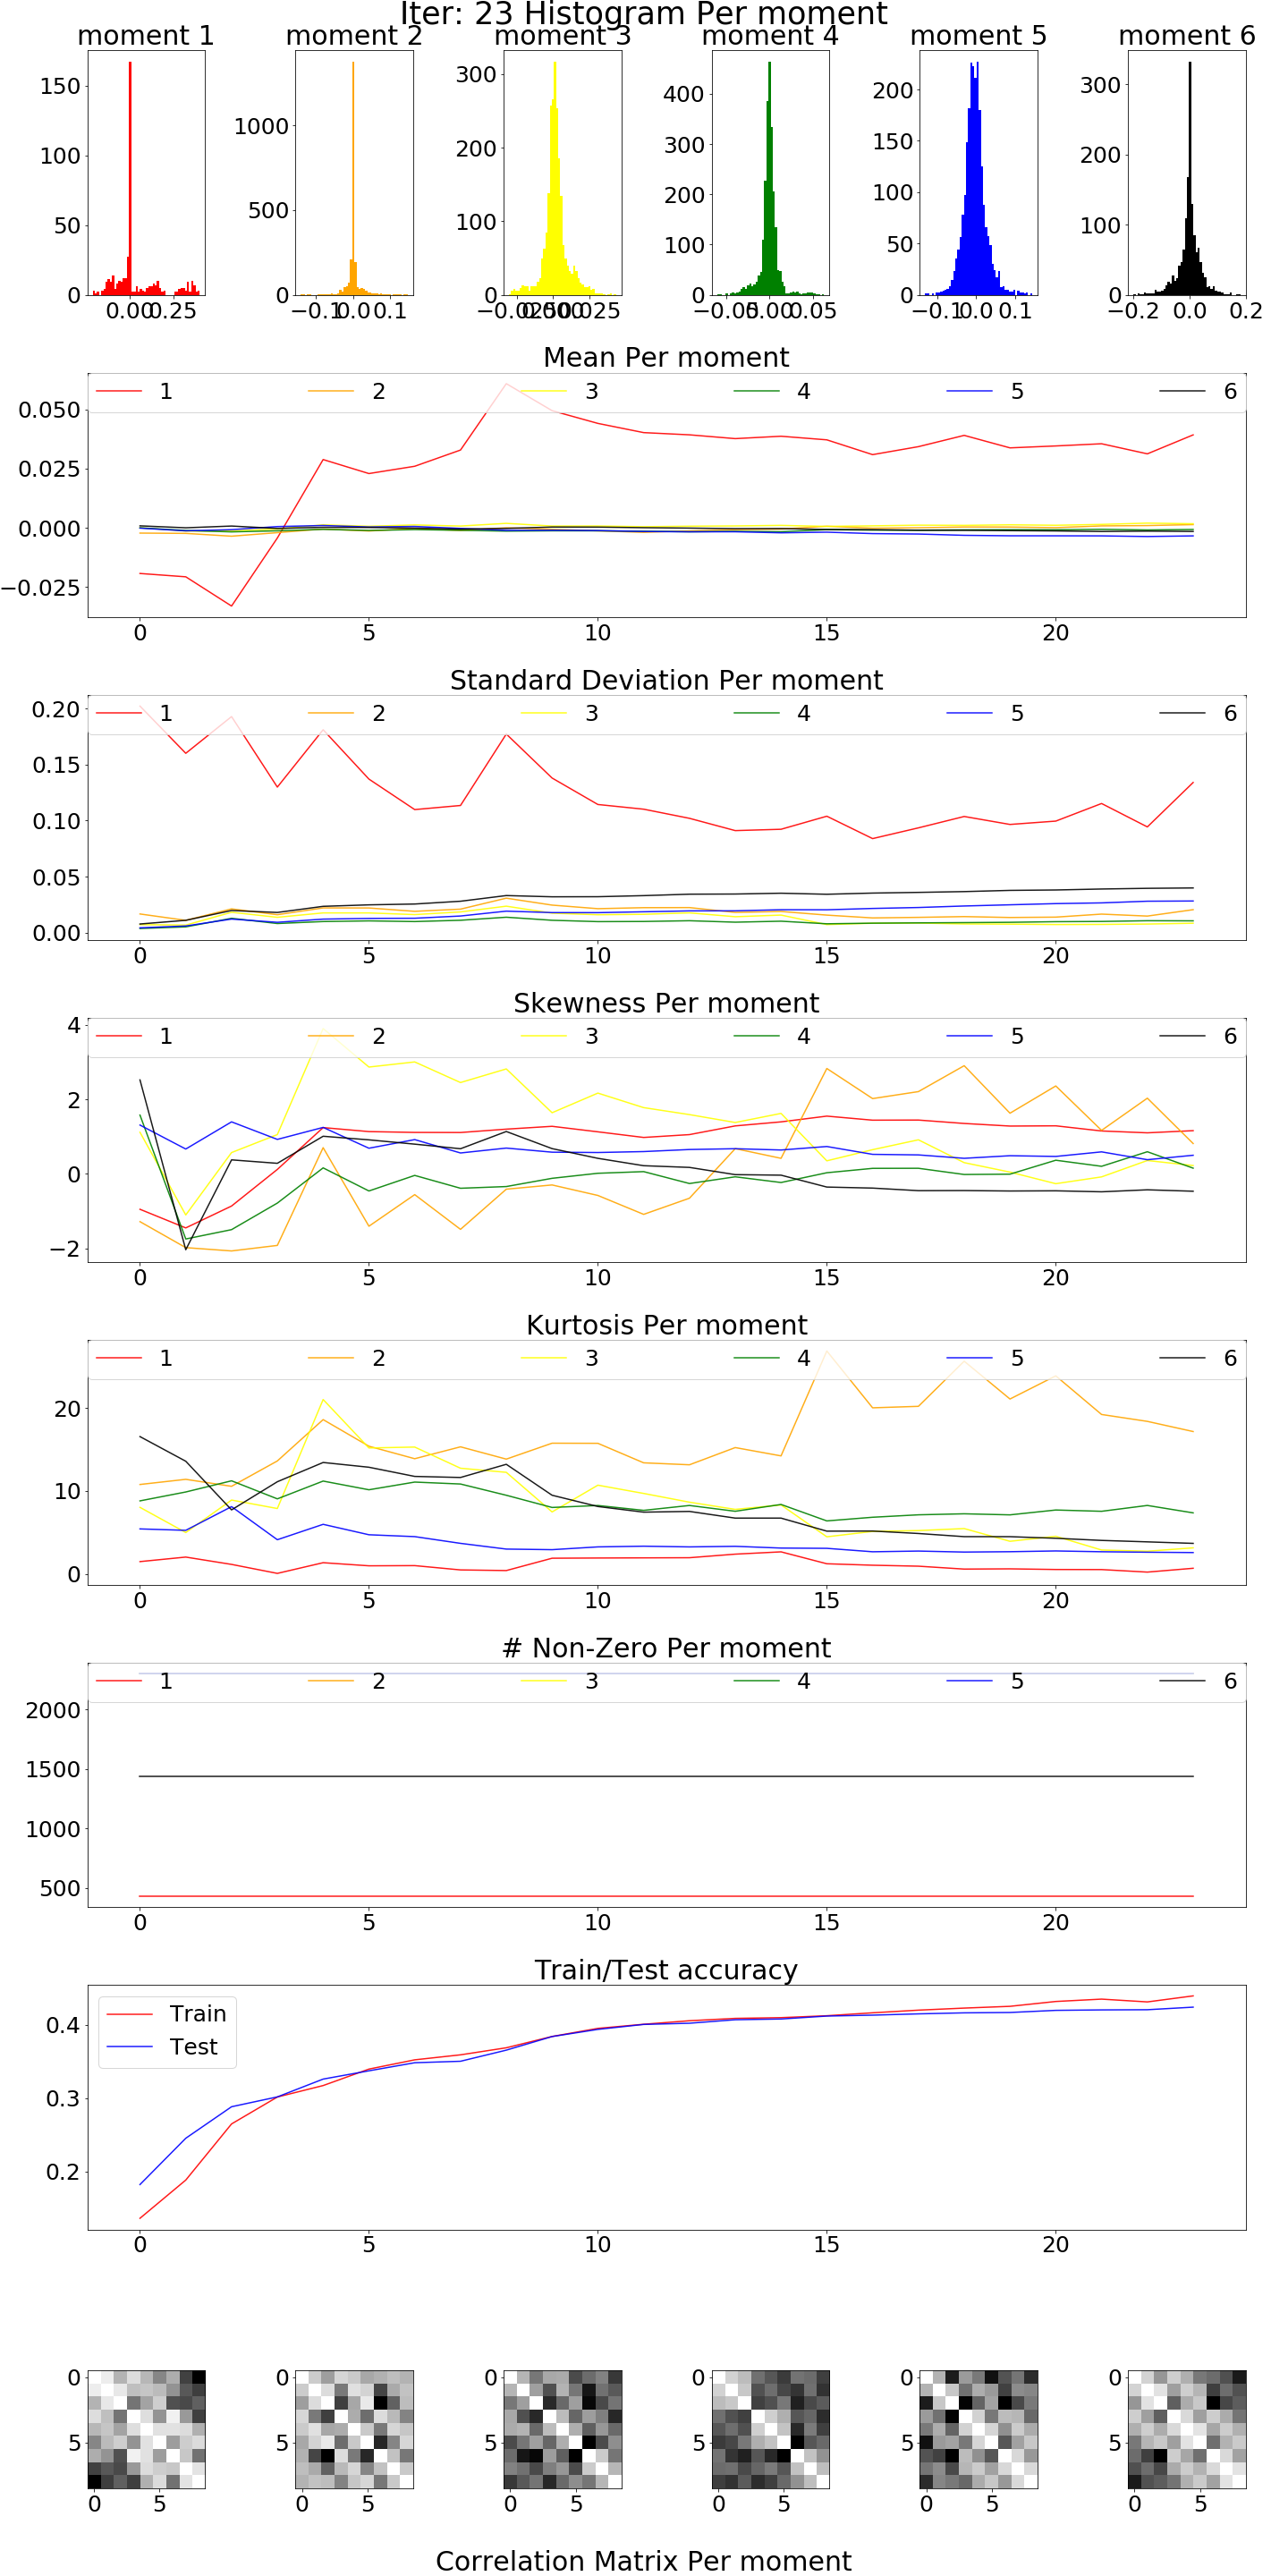 Iter: 23 Histogram Per moment
moment 1 moment 2 moment 3 moment 4 moment 5 moment 6
150
100
50
0
0.00 0.25
1000
500
0
−0.1 0.00 0.1
300
200
100
0
0.025
400
300
200
100
0
−0.05 0.00 0.05
200
150
100
50
0
−0.1 0.0 0.1
300
200
100
0
−0.2 0.0 0.2
Mean Per moment
1 2 3 4 5 6
0.050
0.025
0.000
−0.025
0 5 10 15 20
Standard Deviation Per moment
1 2 3 4 5 6
0.20
0.15
0.10
0.05
0.00
0 5 10 15 20
Skewness Per moment
1 2 3 4 5 6
4
2
0
−2
0 5 10 15 20
Kurtosis Per moment
1 2 3 4 5 6
20
10
0
0 5 10 15 20
# Non-Zero Per moment
1 2 3 4 5 6
2000
1500
1000
500
0 5 10 15 20
Train/Test accuracy
Train
Test
0.4
0.3
0.2
0 5 10 15 20
0 0 0 0 0 0
5 5 5 5 5 5
0 5 0 5 0 5 0 5 0 5 0 5
Correlation Matrix Per moment